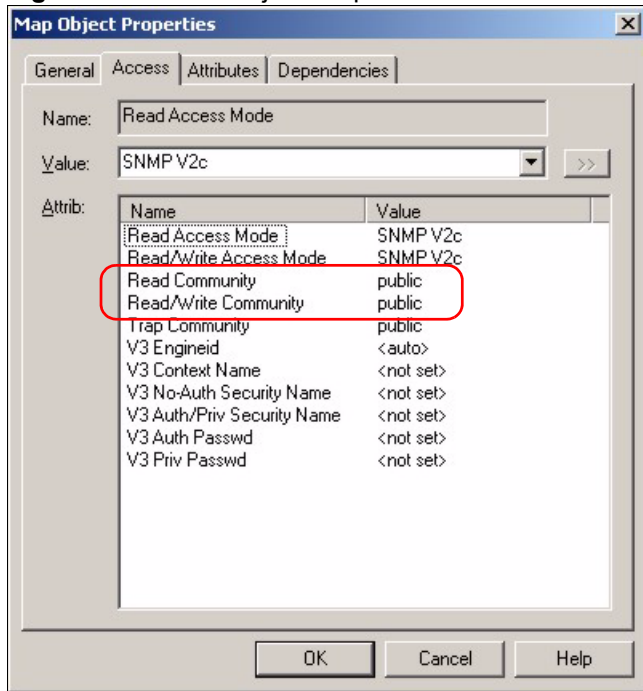 Map Object Properties
General Access Attributes Dependencies
Name: Read Access Mode
Value: SNMP V2c >>
Attrib: Name Value
Read Access Mode SNMP V2c
Read/Write Access Mode SNMP V2c
Read Community public
Read/Write Community public
Trap Community public
V3 Engineid <auto>
V3 Context Name <not set>
V3 No-Auth Security Name <not set>
V3 Auth/Priv Security Name <not set>
V3 Auth Passwd <not set>
V3 Priv Passwd <not set>
OK Cancel Help